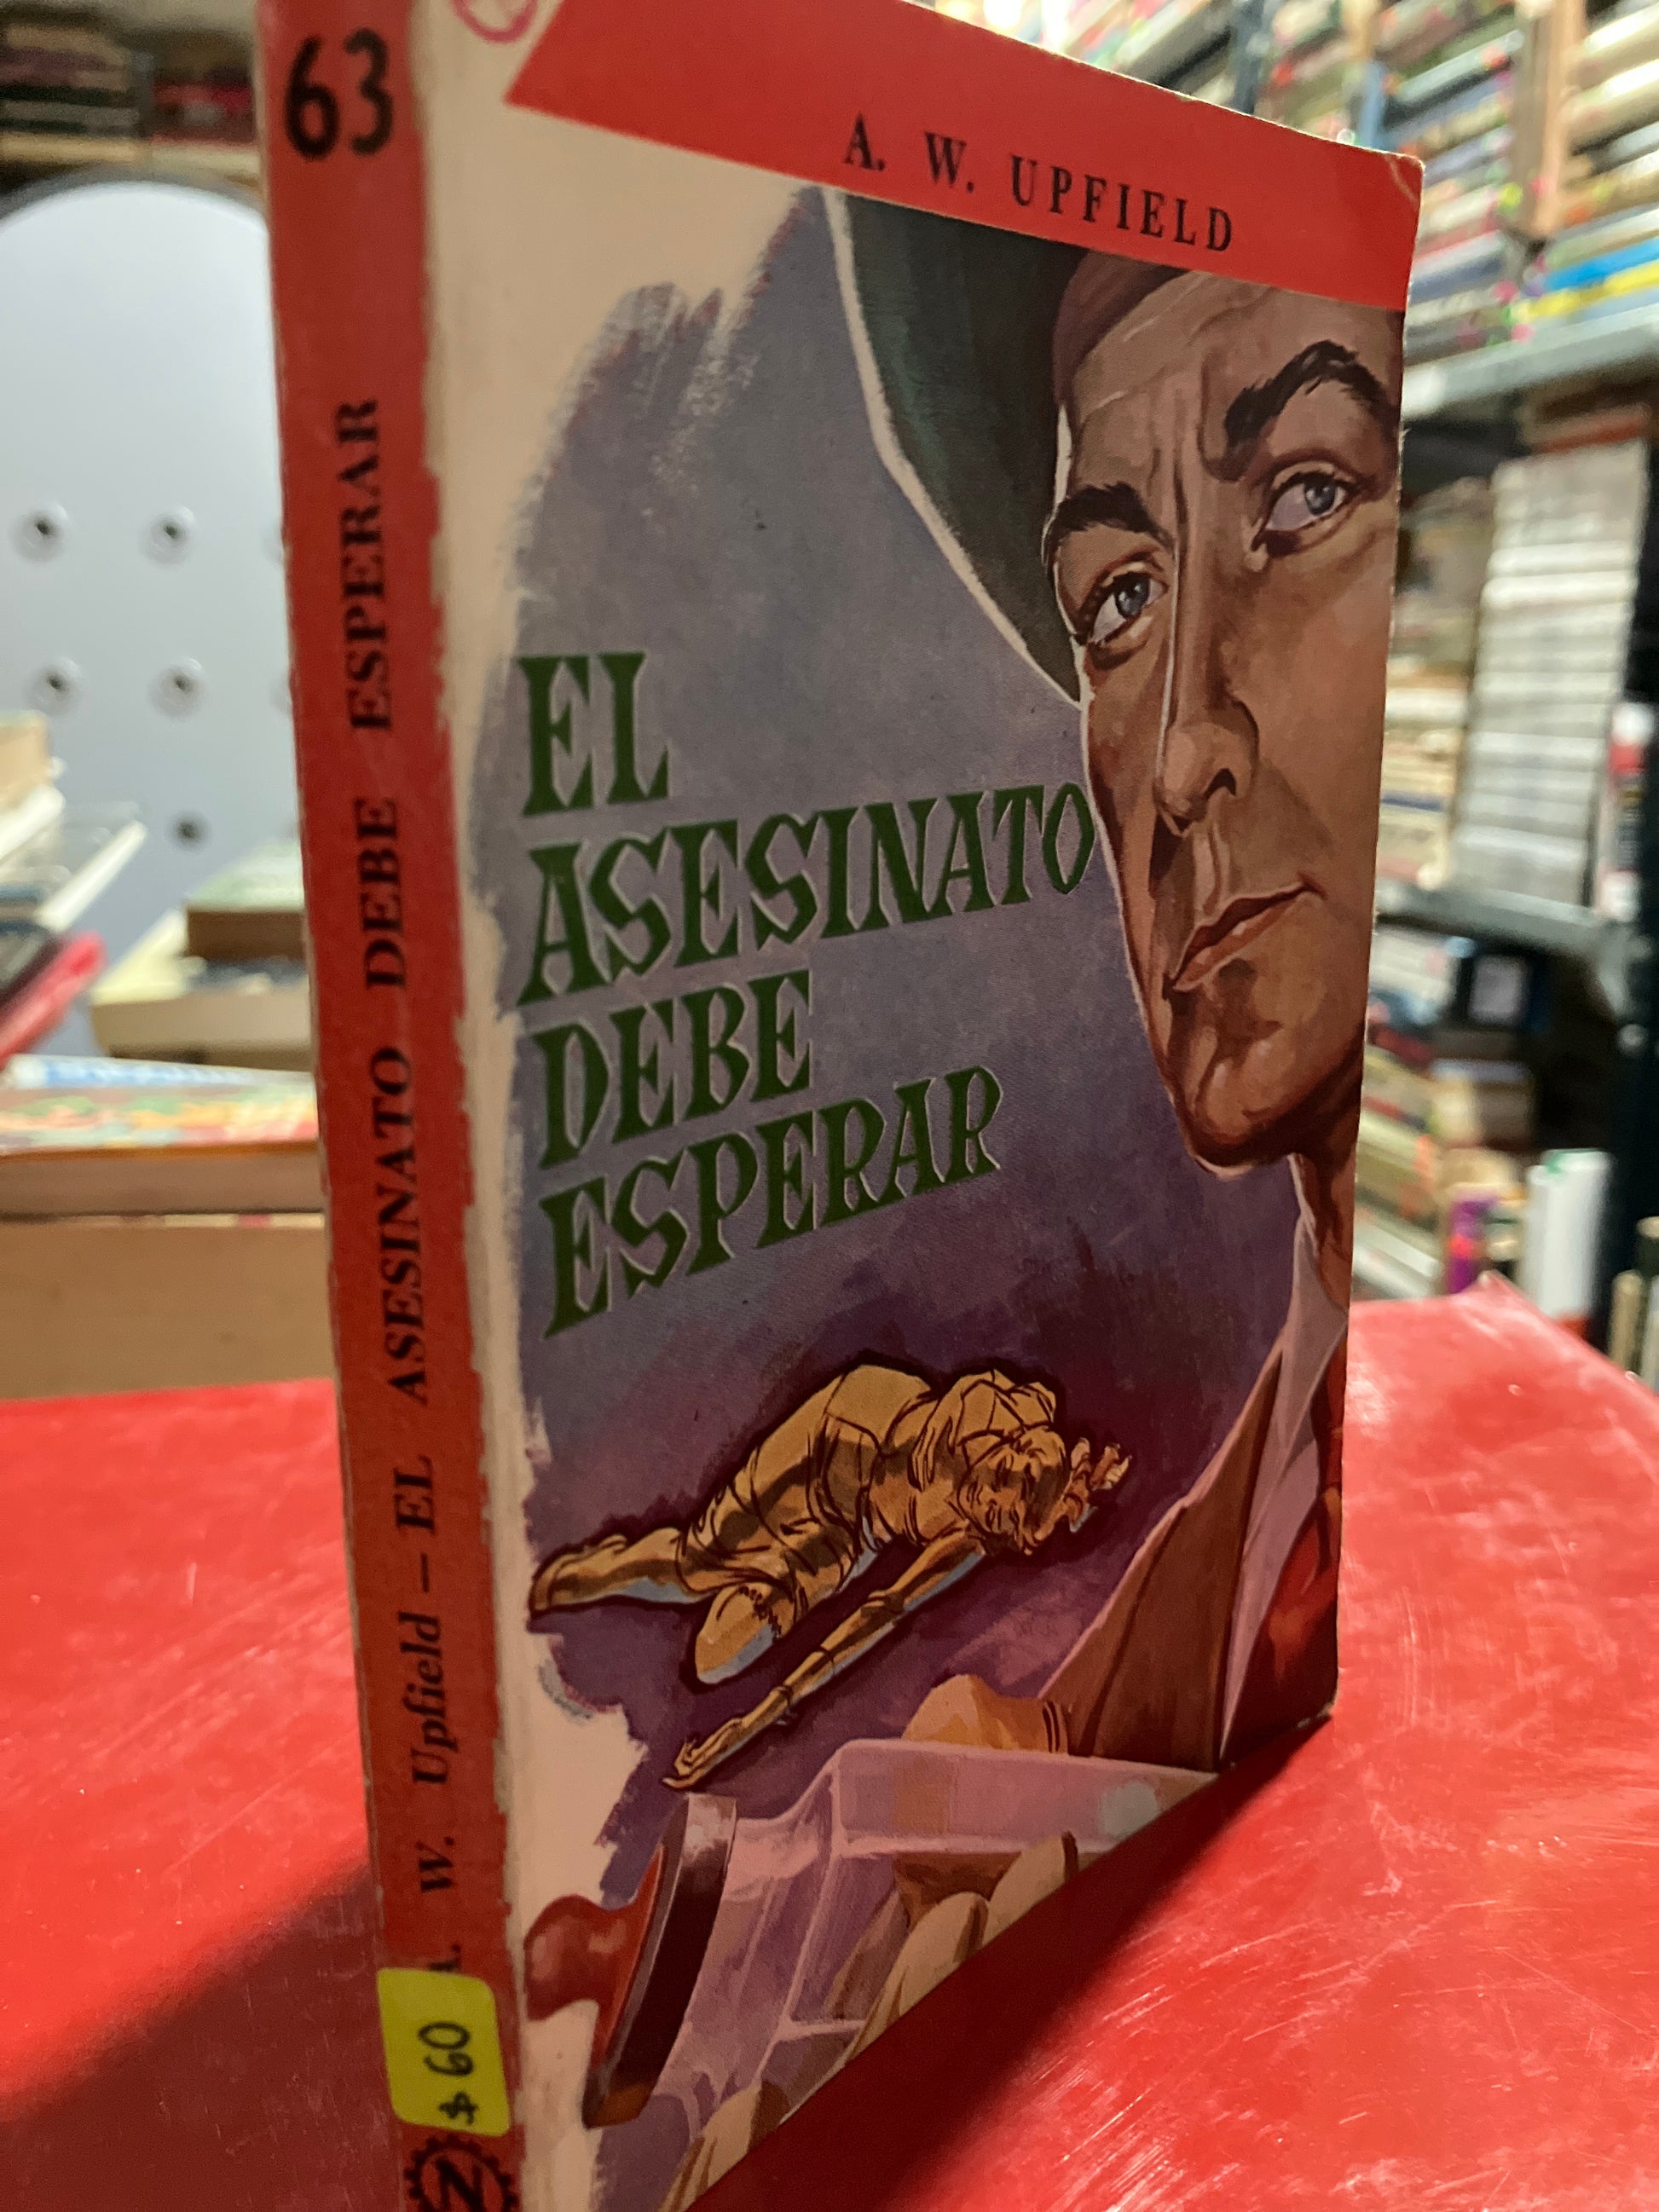 63
A. W. Upfield – EL ASESINATO DEBE ESPERAR
$ 60
Z
A. W. UPFIELD
EL
ASESINATO
DEBE
ESPERAR